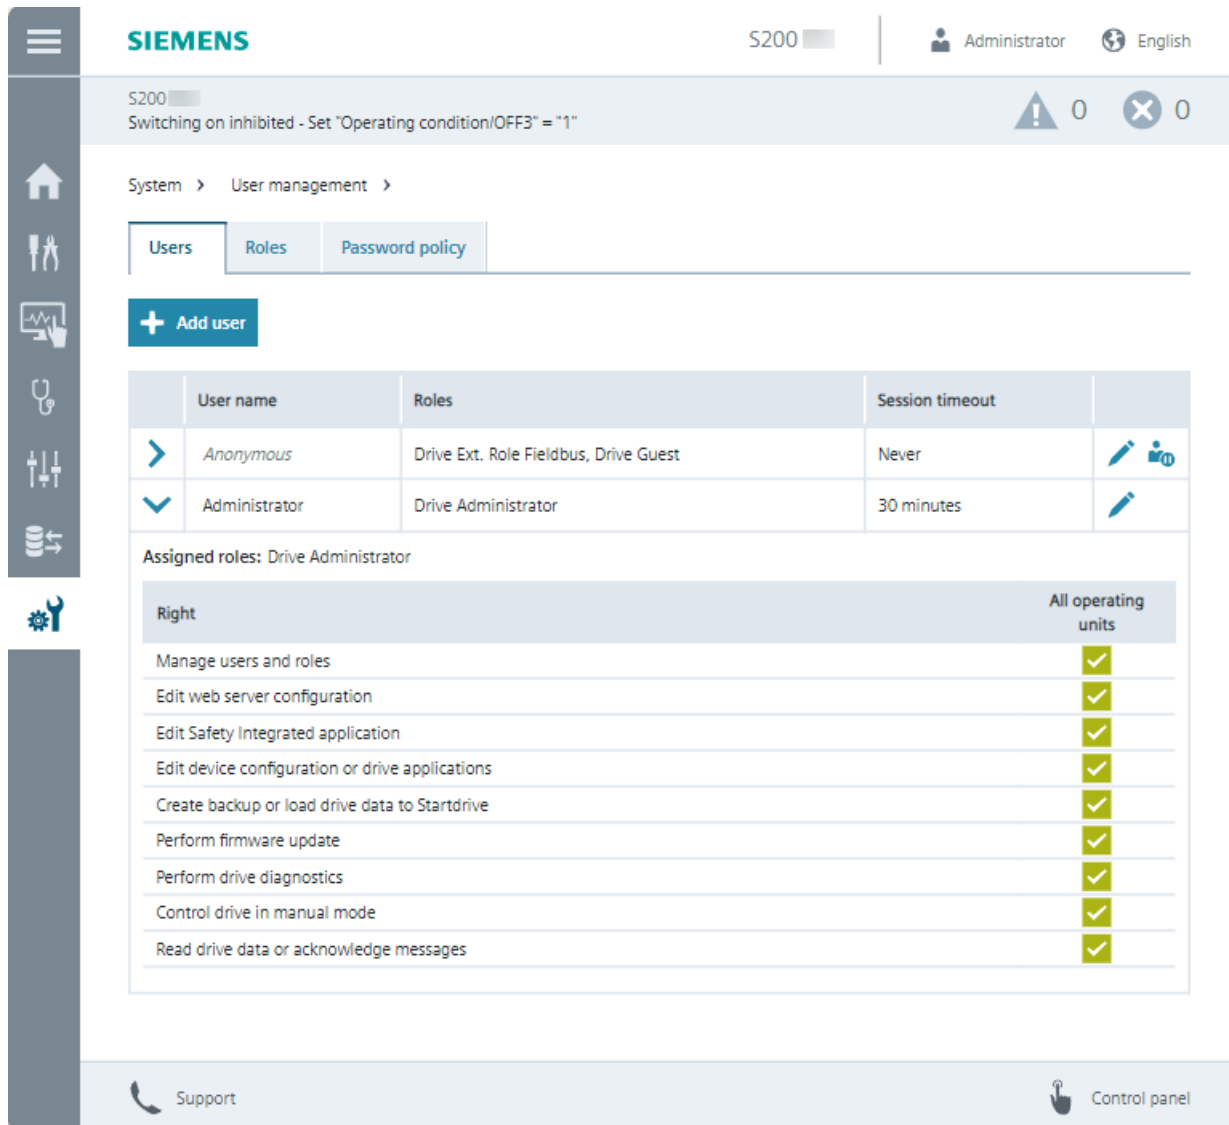 SIEMENS S200 Administrator English
S200
Switching on inhibited - Set "Operating condition/OFF3" = "1" 0 0
System > User management >
Users Roles Password policy
Add user
User name Roles Session timeout
Anonymous Drive Ext. Role Fieldbus, Drive Guest Never
Administrator Drive Administrator 30 minutes
Assigned roles: Drive Administrator
Right All operating
units
Manage users and roles
Edit web server configuration
Edit Safety Integrated application
Edit device configuration or drive applications
Create backup or load drive data to Startdrive
Perform firmware update
Perform drive diagnostics
Control drive in manual mode
Read drive data or acknowledge messages
Support Control panel